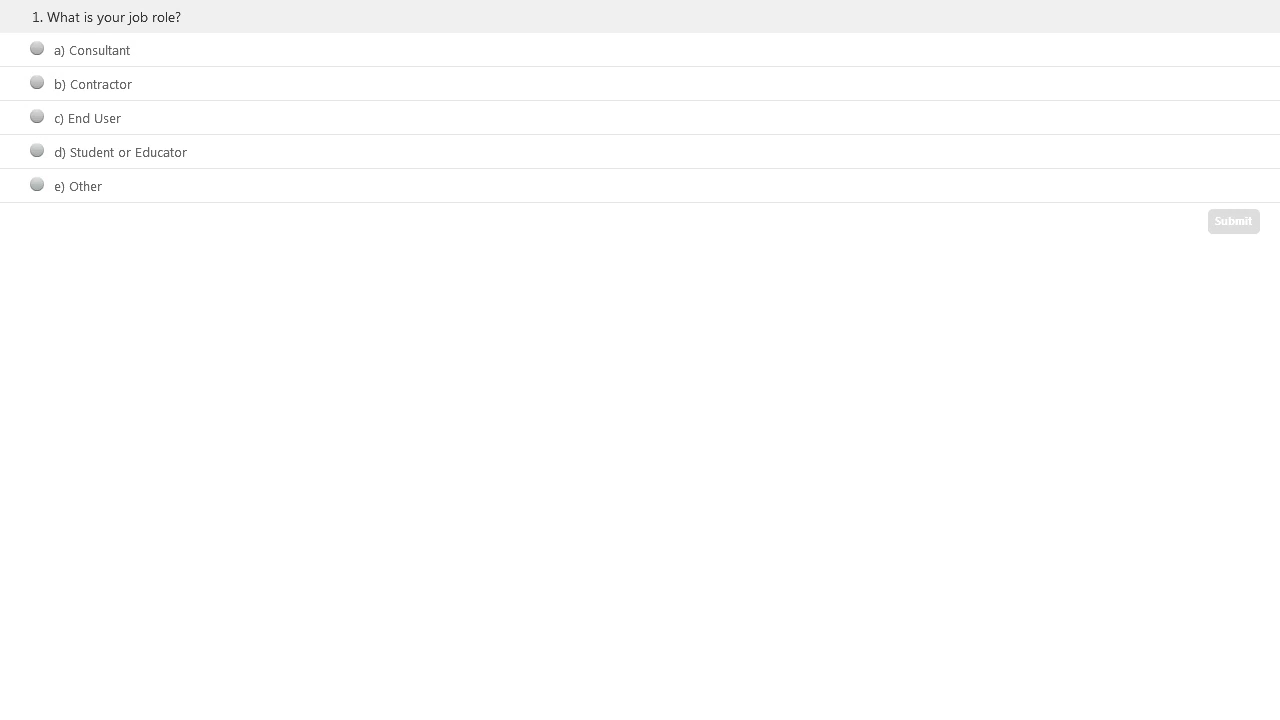 1. What is your job role?
a) Consultant
b) Contractor
c) End User
d) Student or Educator
e) Other
Submit